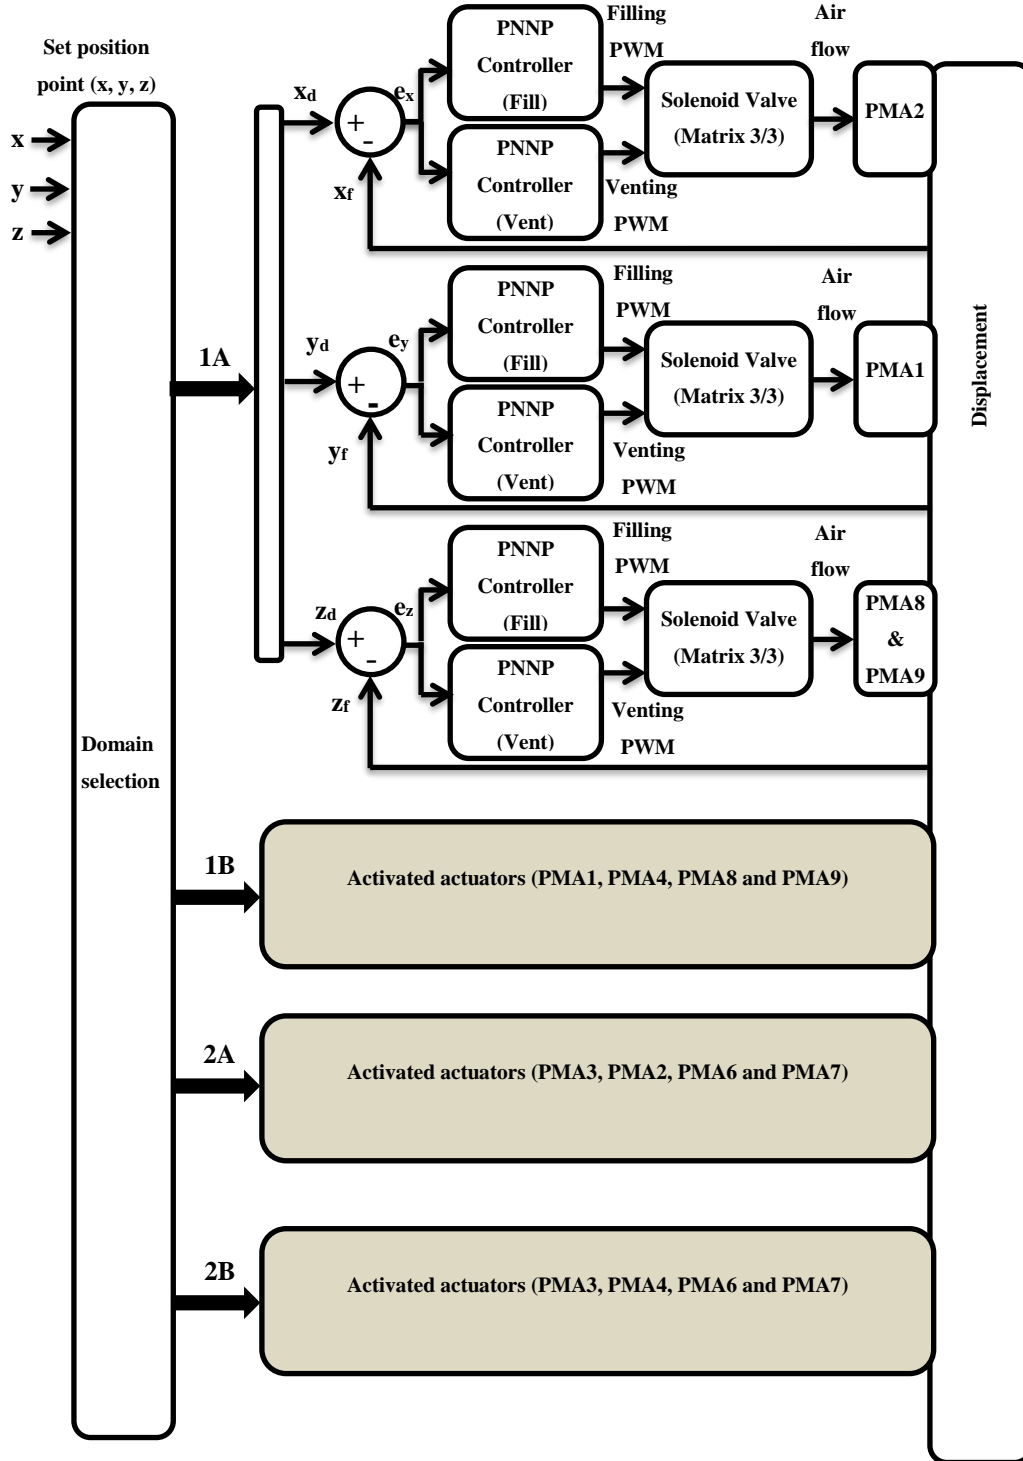 Set position
point (x, y, z)
x
y
z
Domain
selection
1A
xd
+
-
xf
ex
PNNP
Controller
(Fill)
PNNP
Controller
(Vent)
Filling
PWM
Venting
PWM
Solenoid Valve
(Matrix 3/3)
Air
flow
PMA2
yd
+
-
yf
ey
PNNP
Controller
(Fill)
PNNP
Controller
(Vent)
Filling
PWM
Venting
PWM
Solenoid Valve
(Matrix 3/3)
Air
flow
PMA1
zd
+
-
zf
ez
PNNP
Controller
(Fill)
PNNP
Controller
(Vent)
Filling
PWM
Venting
PWM
Solenoid Valve
(Matrix 3/3)
Air
flow
PMA8
&
PMA9
Displacement
1B
Activated actuators (PMA1, PMA4, PMA8 and PMA9)
2A
Activated actuators (PMA3, PMA2, PMA6 and PMA7)
2B
Activated actuators (PMA3, PMA4, PMA6 and PMA7)